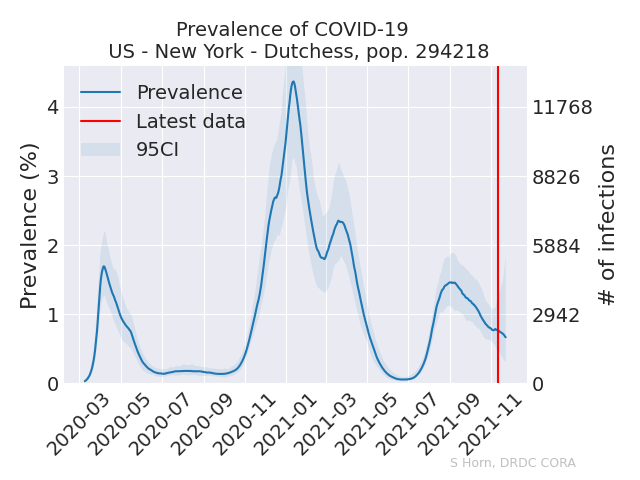 Prevalence of COVID-19
US - New York - Dutchess, pop. 294218
Prevalence
Latest data
95CI
Prevalence (%)
4
3
2
1
0
11768
8826
5884
2942
0
# of infections
2020-03
2020-05
2020-07
2020-09
2020-11
2021-01
2021-03
2021-05
2021-07
2021-09
2021-11
S Horn, DRDC CORA